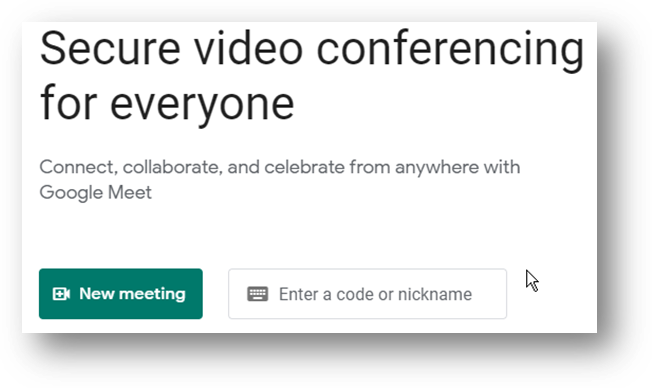 Secure video conferencing
for everyone
Connect, collaborate, and celebrate from anywhere with
Google Meet
New meeting
Enter a code or nickname